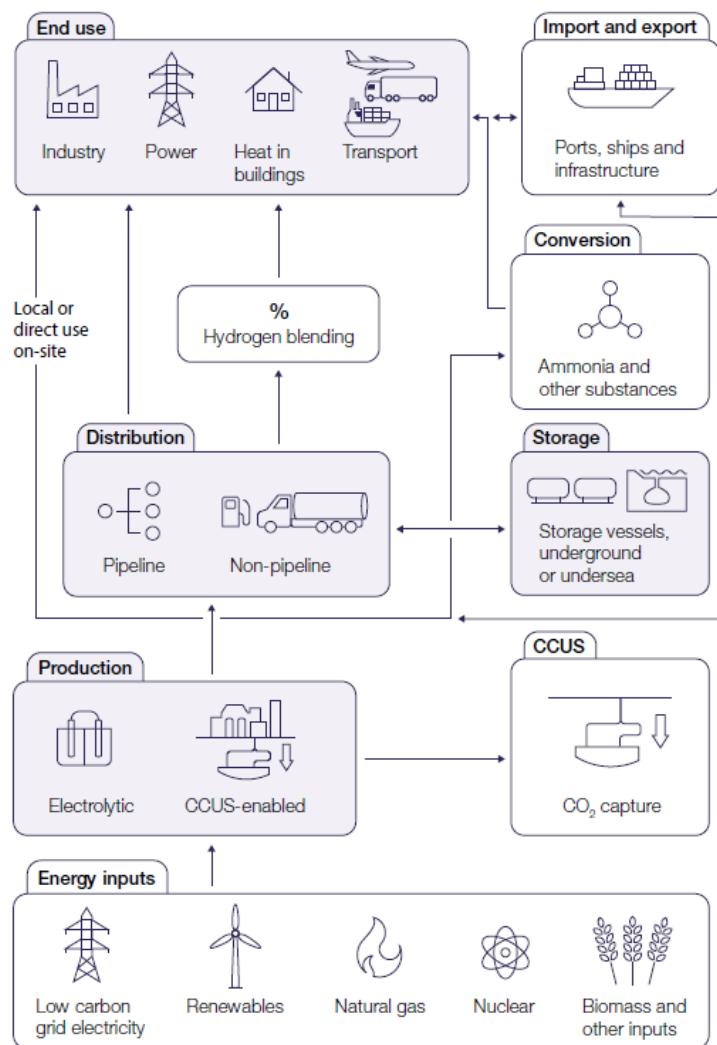 End use
Industry
Power
Heat in
buildings
Transport
Import and export
Ports, ships and
infrastructure
Conversion
Ammonia and
other substances
Local or
direct use
on-site
%
Hydrogen blending
Distribution
Pipeline
Non-pipeline
Storage
Storage vessels,
underground
or undersea
Production
Electrolytic
CCUS-enabled
CCUS
CO₂ capture
Energy inputs
Low carbon
grid electricity
Renewables
Natural gas
Nuclear
Biomass and
other inputs